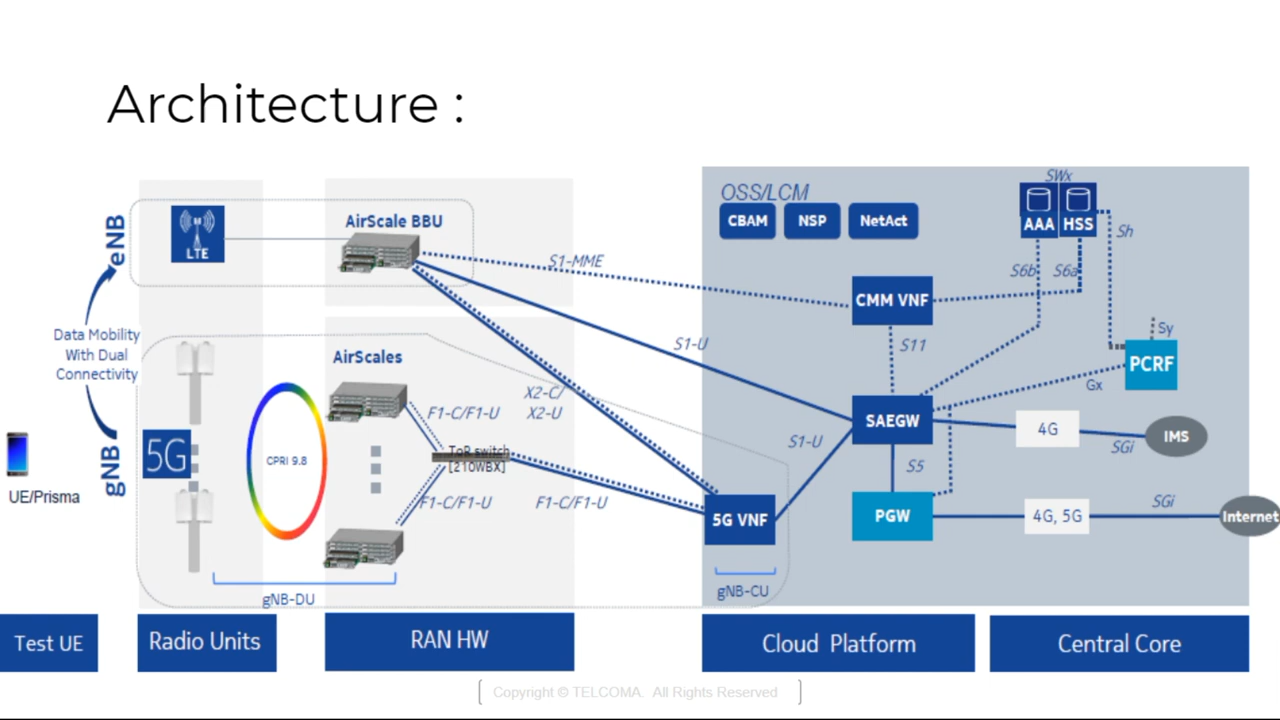 Architecture :
OSS/LCM
CBAM
NSP
NetAct
SWx
AAA
HSS
Sh
S6b
S6a
eNB
LTE
AirScale BBU
S1-MME
CMM VNF
S11
Sy
PCRF
Gx
Data Mobility
With Dual
Connectivity
AirScales
S1-U
X2-C/
X2-U
F1-C/F1-U
SAEGW
4G
SGi
IMS
gNB
5G
CPRI 9.8
ToR switch
[210WBX]
S1-U
S5
UE/Prisma
F1-C/F1-U
F1-C/F1-U
5G VNF
PGW
4G, 5G
SGi
Internet
gNB-DU
gNB-CU
Test UE
Radio Units
RAN HW
Cloud Platform
Central Core
Copyright © TELCOMA. All Rights Reserved